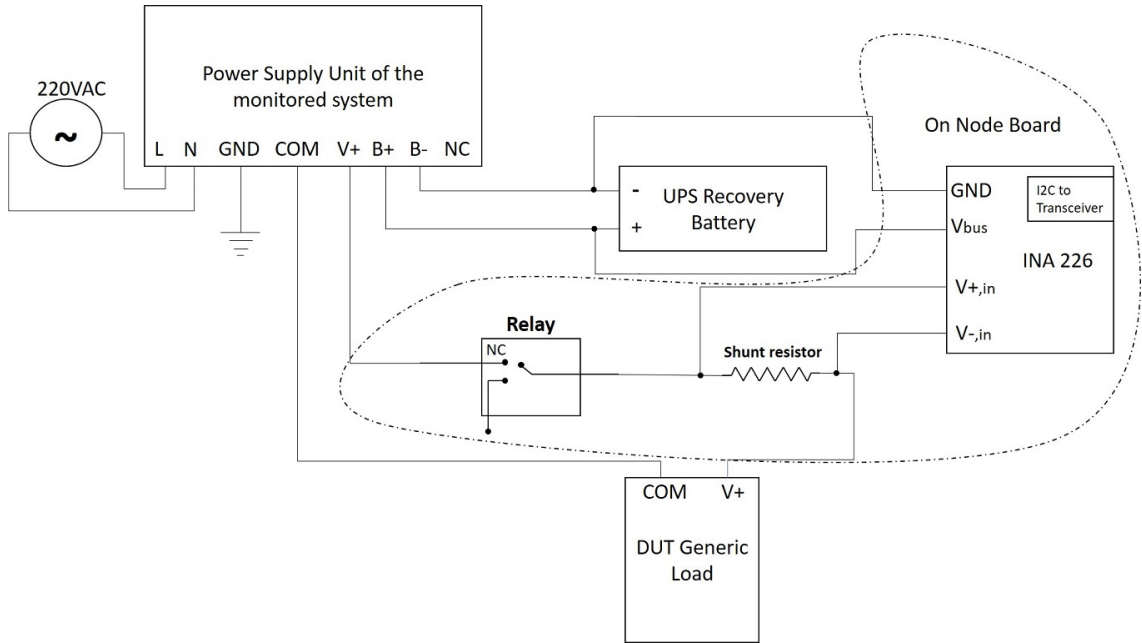 220VAC
~
Power Supply Unit of the
monitored system
L N GND COM V+ B+ B- NC
On Node Board
-
+
UPS Recovery
Battery
GND
Vbus
V+,in
V-,in
I2C to
Transceiver
INA 226
Relay
NC
Shunt resistor
COM V+
DUT Generic
Load